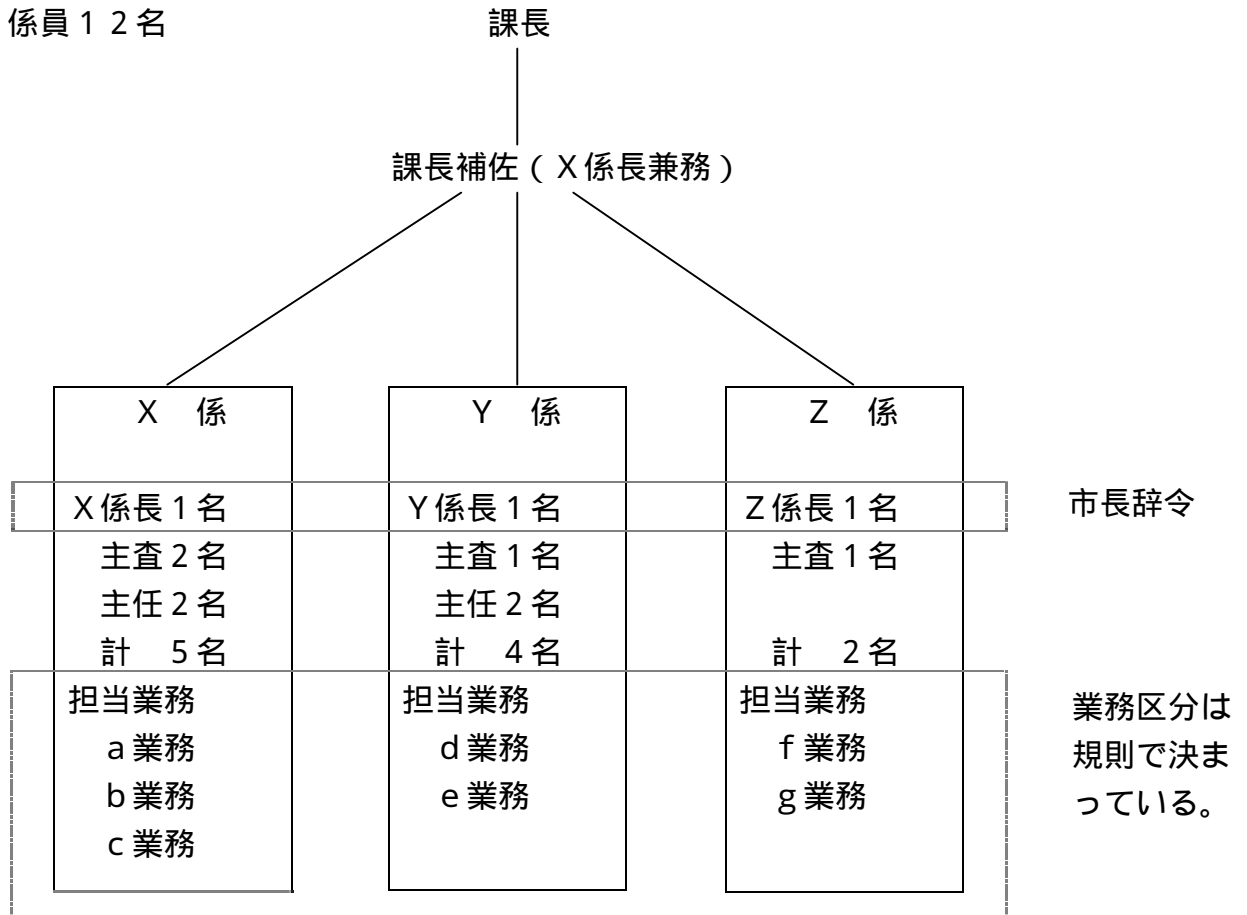 係員12名
課長
課長補佐(X係長兼務)
X 係
X係長1名
主査2名
主任2名
計 5名
担当業務
a業務
b業務
c業務
Y 係
Y係長1名
主査1名
主任2名
計 4名
担当業務
d業務
e業務
Z 係
Z係長1名
主査1名
計 2名
担当業務
f業務
g業務
市長辞令
業務区分は
規則で決ま
っている。